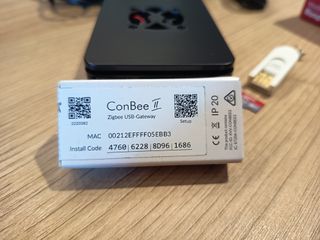 ConBee II
Zigbee USB-Gateway
Setup
MAC 00212EFFFF05EBB3
Install Code 4760 | 6228 | 8D96 | 1686
IP 20